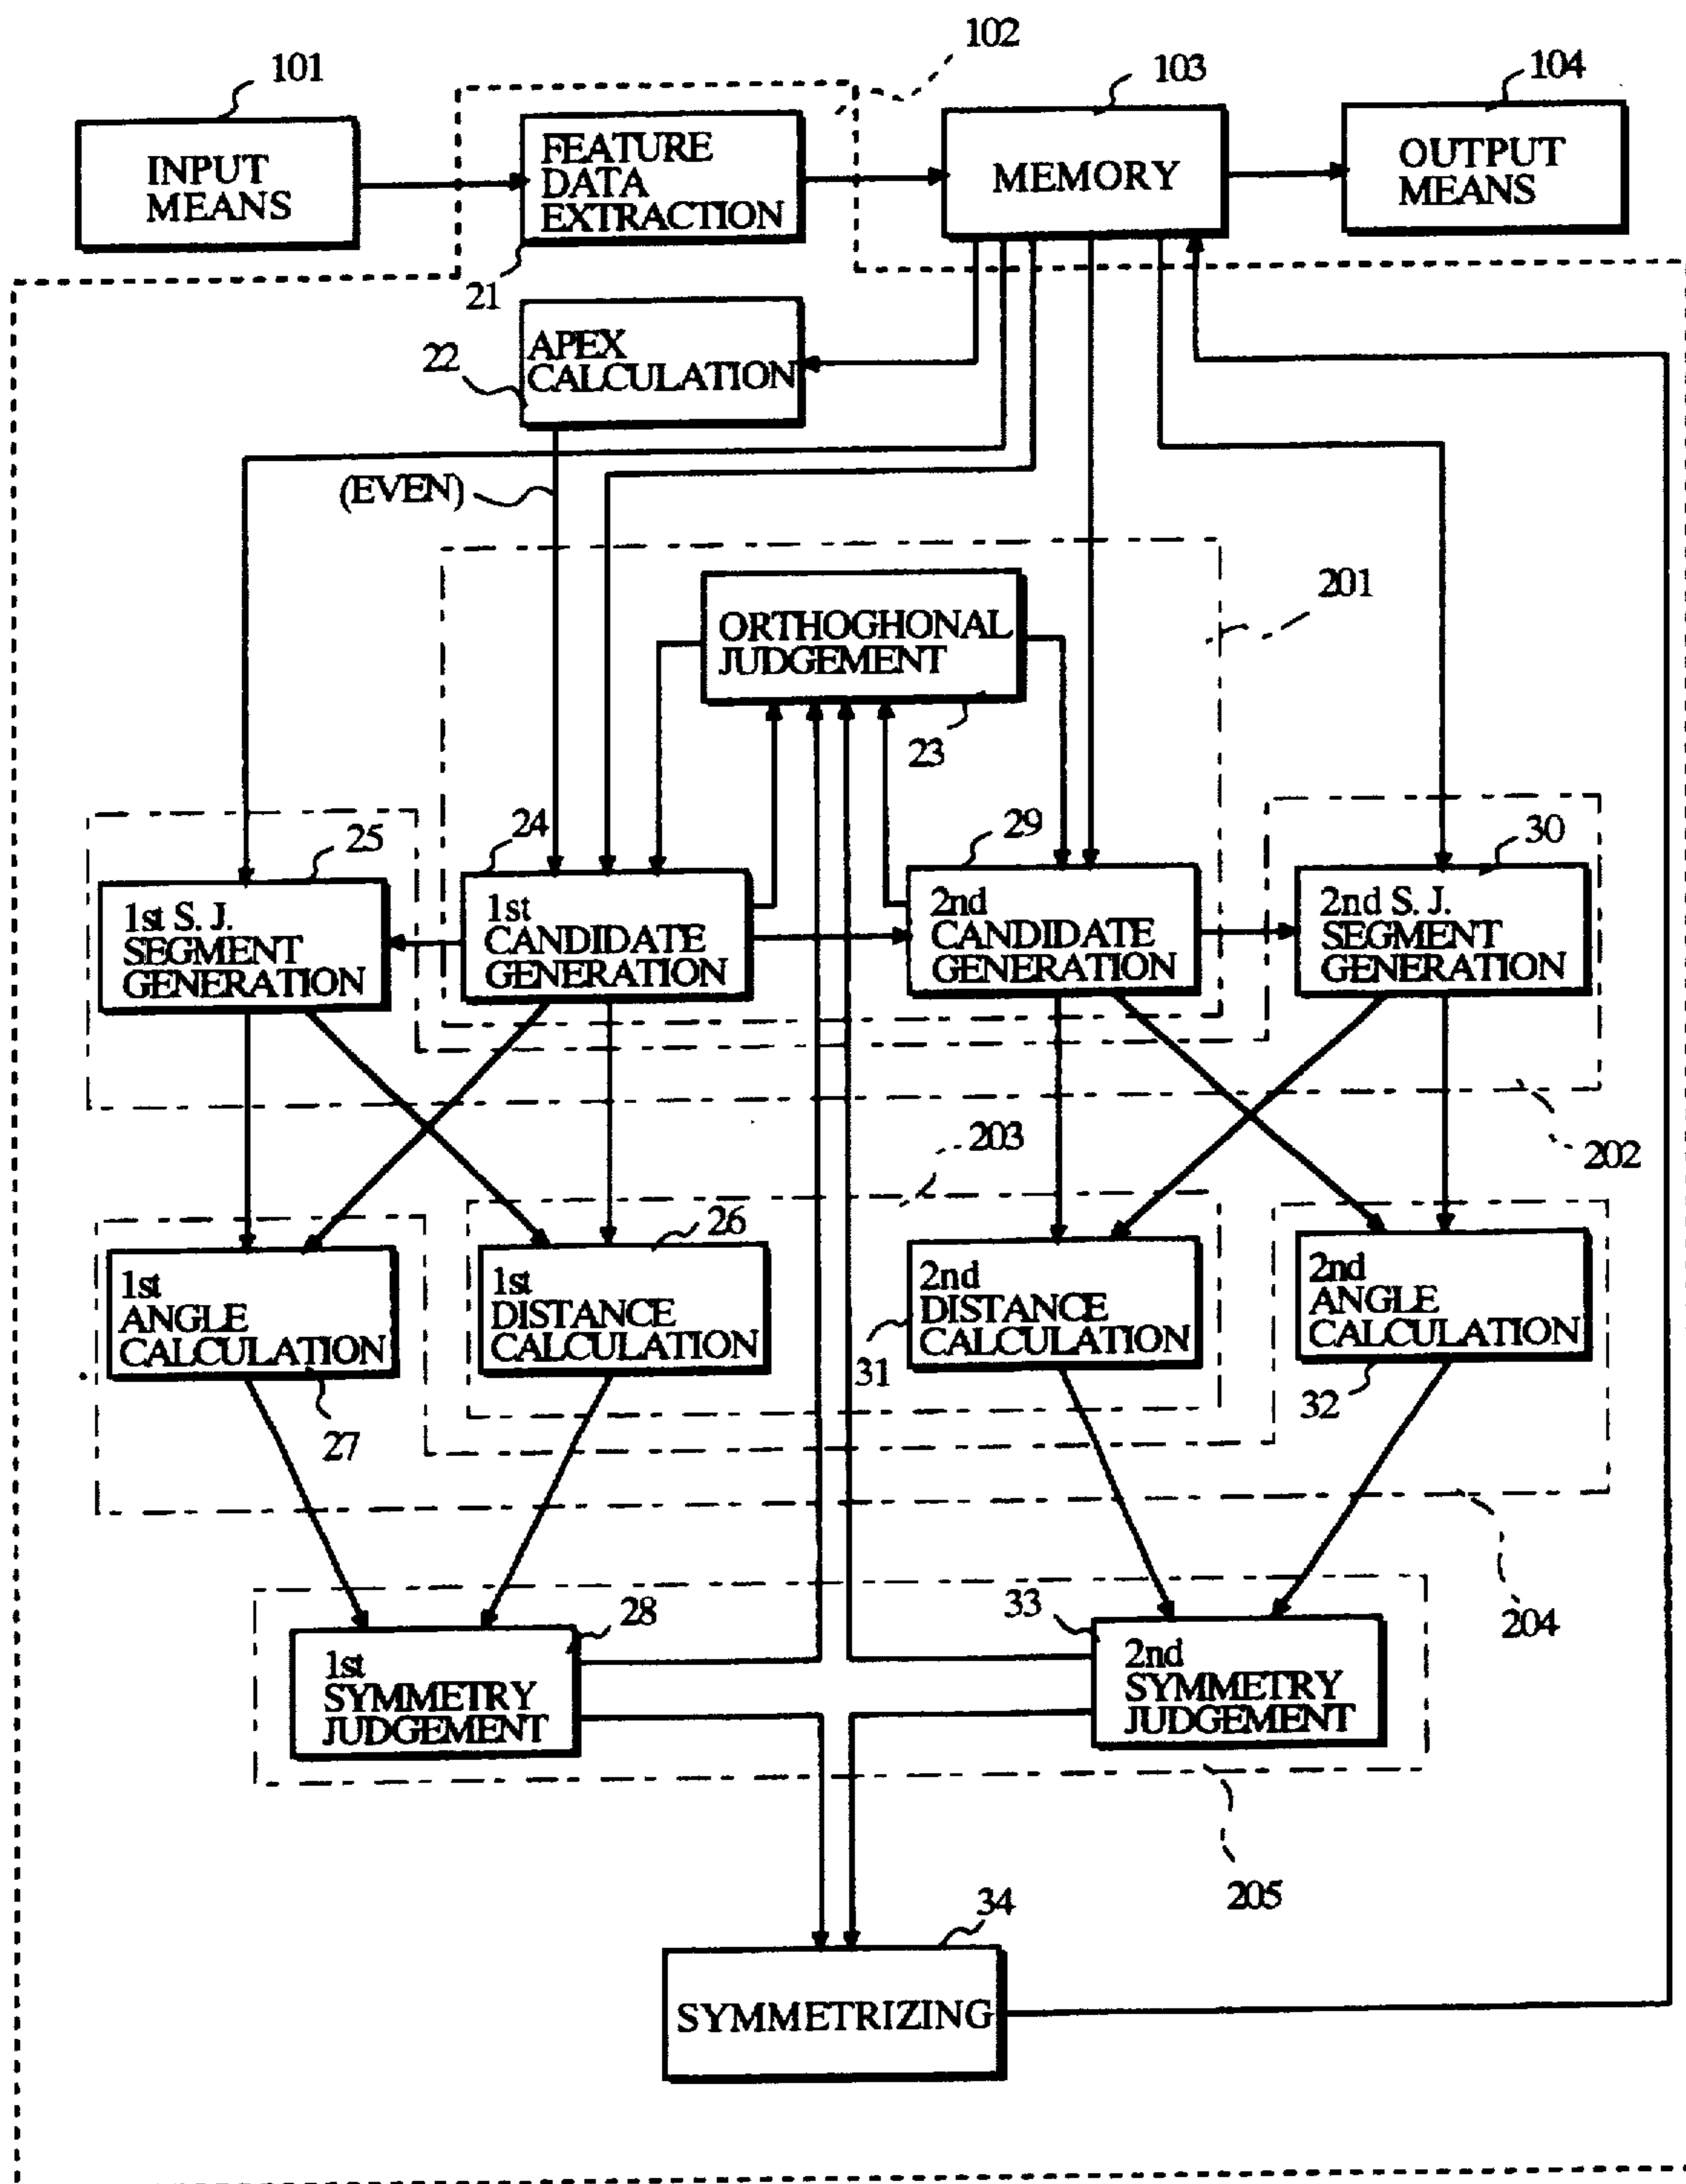 102
101
103
104
INPUT
MEANS
FEATURE
DATA
EXTRACTION
MEMORY
OUTPUT
MEANS
21
22
APEX
CALCULATION
(EVEN)
201
ORTHOGHONAL
JUDGEMENT
23
25
24
29
30
1st S. J.
SEGMENT
GENERATION
1st
CANDIDATE
GENERATION
2nd
CANDIDATE
GENERATION
2nd S. J.
SEGMENT
GENERATION
203
202
26
1st
ANGLE
CALCULATION
1st
DISTANCE
CALCULATION
2nd
DISTANCE
CALCULATION
2nd
ANGLE
CALCULATION
27
31
32
28
33
204
1st
SYMMETRY
JUDGEMENT
2nd
SYMMETRY
JUDGEMENT
205
34
SYMMETRIZING